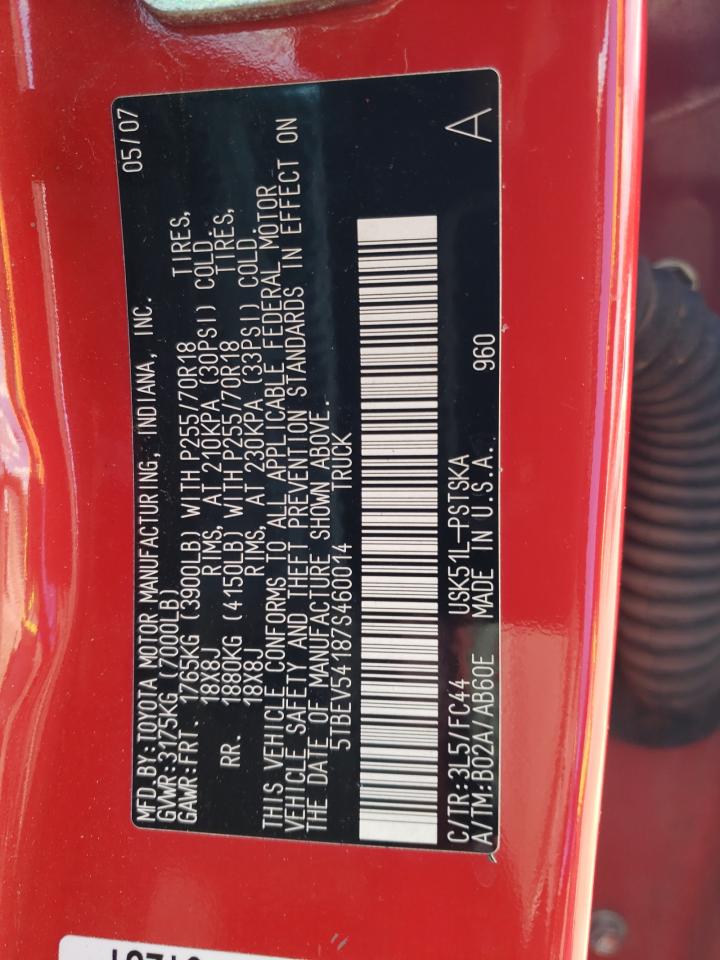 MFD. BY: TOYOTA MOTOR MANUFACTURING, INDIANA, INC. 05/07
GVWR: 3175KG (7000LB)
GAWR: FRT. 1765KG (3900LB) WITH P255/70R18 TIRES,
18X8J RIMS, AT 210KPA (30PSI) COLD.
RR. 1880KG (4150LB) WITH P255/70R18 TIRES,
18X8J RIMS, AT 230KPA (33PSI) COLD.
THIS VEHICLE CONFORMS TO ALL APPLICABLE FEDERAL MOTOR
VEHICLE SAFETY AND THEFT PREVENTION STANDARDS IN EFFECT ON
THE DATE OF MANUFACTURE SHOWN ABOVE.
5TBEV54187S460014 TRUCK
C/TR: 3L5/FC44 USK51L-PSTSKA
A/TM: B02A/AB60E MADE IN U.S.A. 960 A